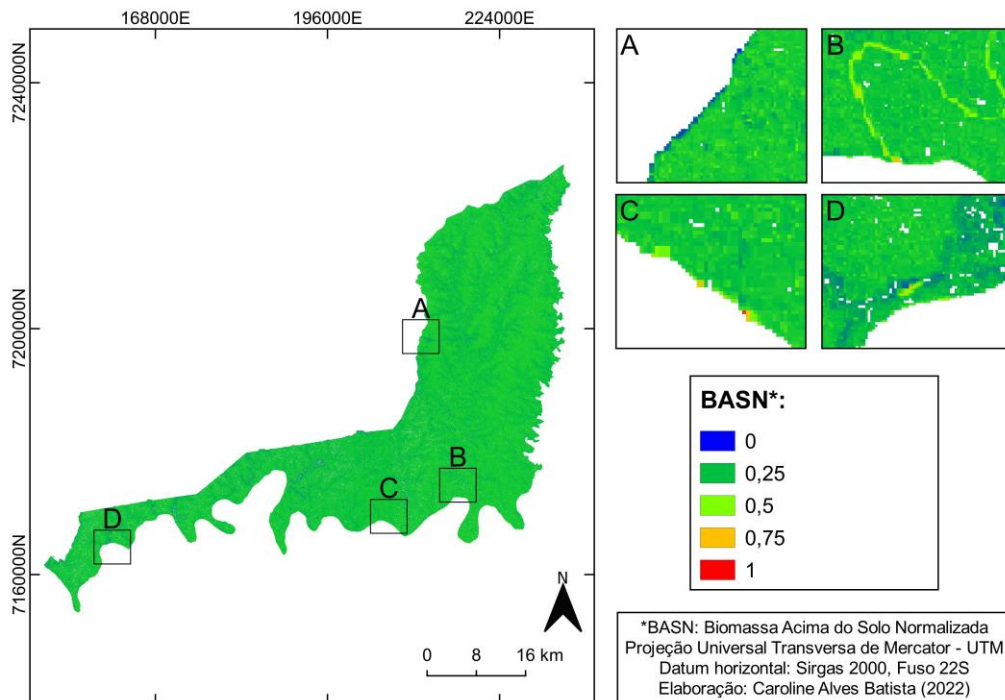 168000E 196000E 224000E
7240000N
7200000N
7160000N
A
B
C
D
N
0 8 16 km
A
B
C
D
BASN*:
0
0,25
0,5
0,75
1
*BASN: Biomassa Acima do Solo Normalizada
Projeção Universal Transversa de Mercator - UTM
Datum horizontal: Sirgas 2000, Fuso 22S
Elaboração: Caroline Alves Batista (2022)